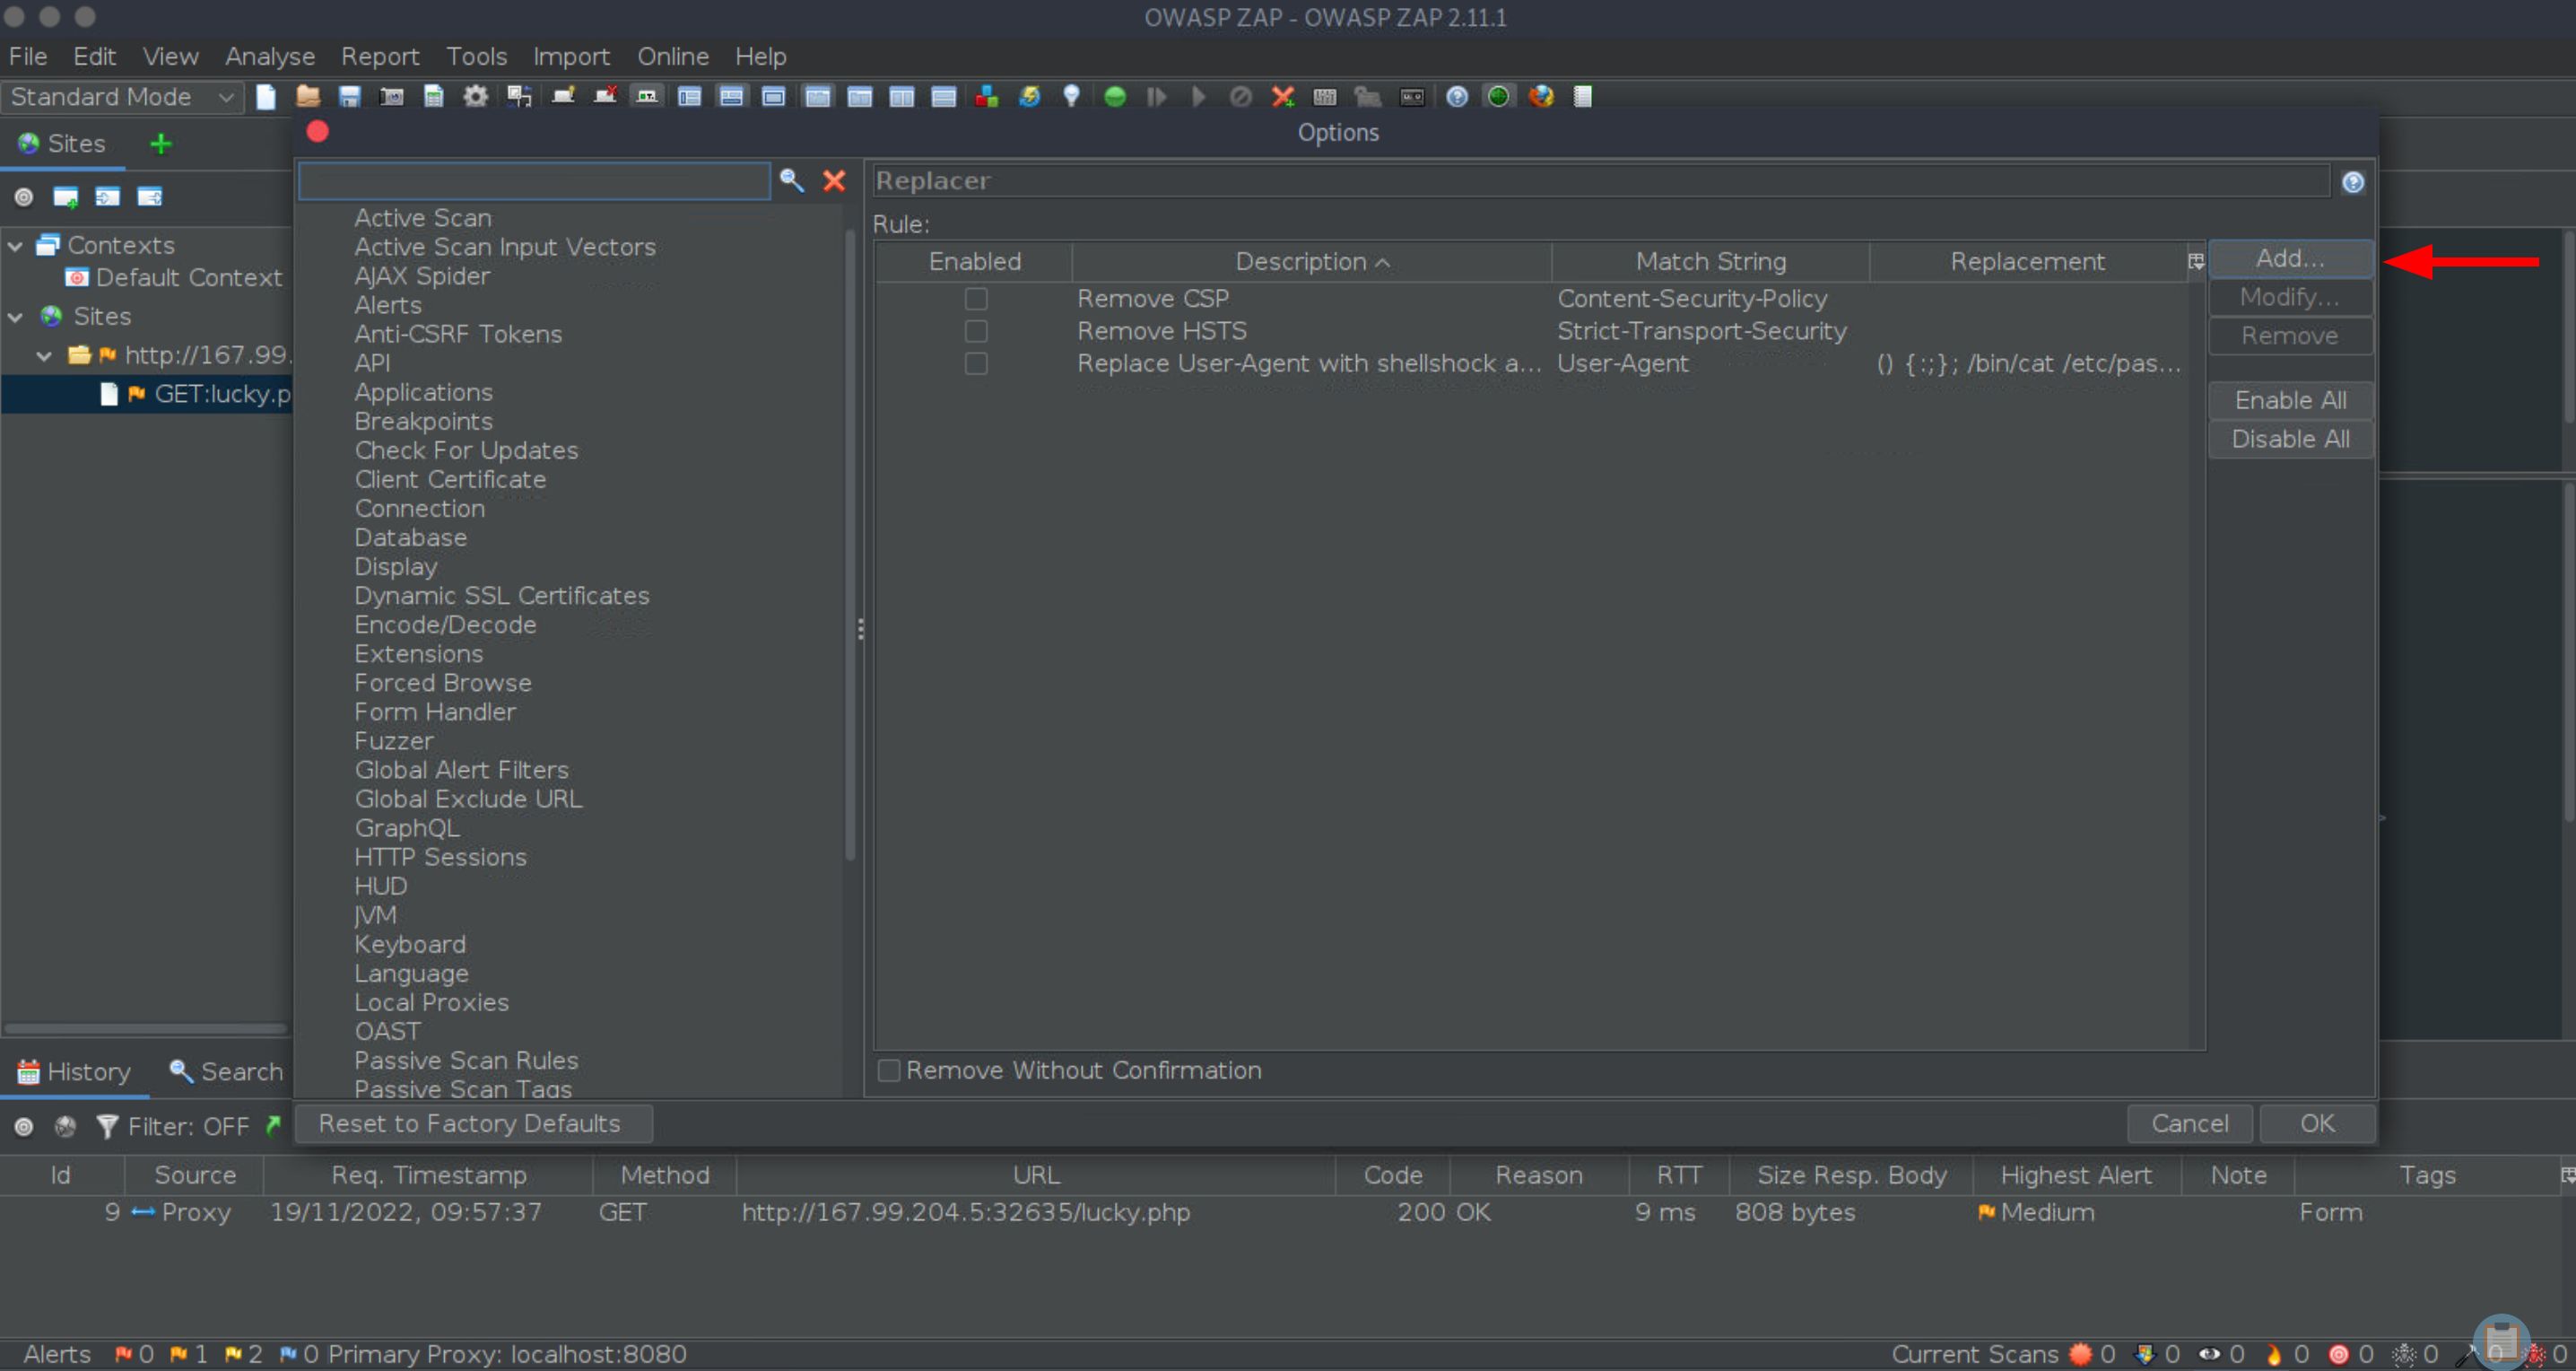 OWASP ZAP - OWASP ZAP 2.11.1
File Edit View Analyse Report Tools Import Online Help
Standard Mode
Sites
Contexts
Default Context
Sites
http://167.99.
GET:lucky.p
Options
Active Scan
Active Scan Input Vectors
AJAX Spider
Alerts
Anti-CSRF Tokens
API
Applications
Breakpoints
Check For Updates
Client Certificate
Connection
Database
Display
Dynamic SSL Certificates
Encode/Decode
Extensions
Forced Browse
Form Handler
Fuzzer
Global Alert Filters
Global Exclude URL
GraphQL
HTTP Sessions
HUD
JVM
Keyboard
Language
Local Proxies
OAST
Passive Scan Rules
Passive Scan Tags
Replacer
Rule:
Enabled Description Match String Replacement
Remove CSP Content-Security-Policy
Remove HSTS Strict-Transport-Security
Replace User-Agent with shellshock a... User-Agent () {:;}; /bin/cat /etc/pas...
Add...
Modify...
Remove
Enable All
Disable All
Remove Without Confirmation
Reset to Factory Defaults Cancel OK
History Search
Filter: OFF
Id Source Req. Timestamp Method URL Code Reason RTT Size Resp. Body Highest Alert Note Tags
9 Proxy 19/11/2022, 09:57:37 GET http://167.99.204.5:32635/lucky.php 200 OK 9 ms 808 bytes Medium Form
Alerts 0 1 2 0 Primary Proxy: localhost:8080 Current Scans 0 0 0 0 0 0 0 0